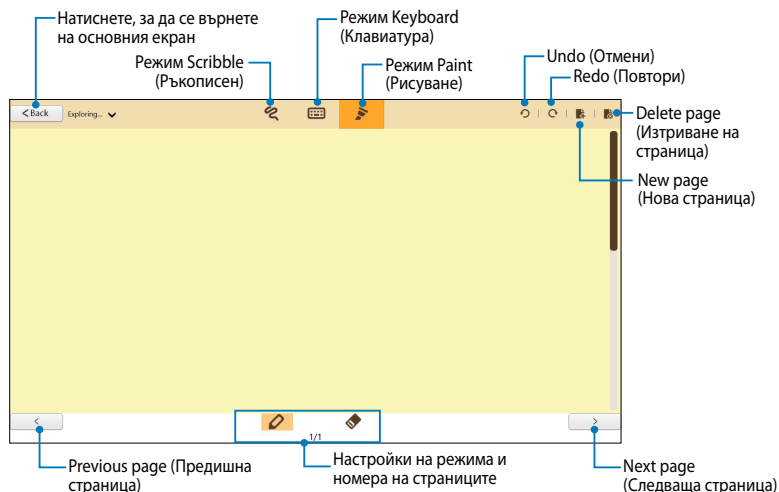 Натиснете, за да се върнете
на основния екран
Режим Keyboard
(Клавиатура)
Режим Scribble
(Ръкописен)
Режим Paint
(Рисуване)
Undo (Отмени)
Redo (Повтори)
< Back
Exploring...
Delete page
(Изтриване на
страница)
New page
(Нова страница)
<
1/1
>
Previous page (Предишна
страница)
Настройки на режима и
номера на страниците
Next page
(Следваща страница)